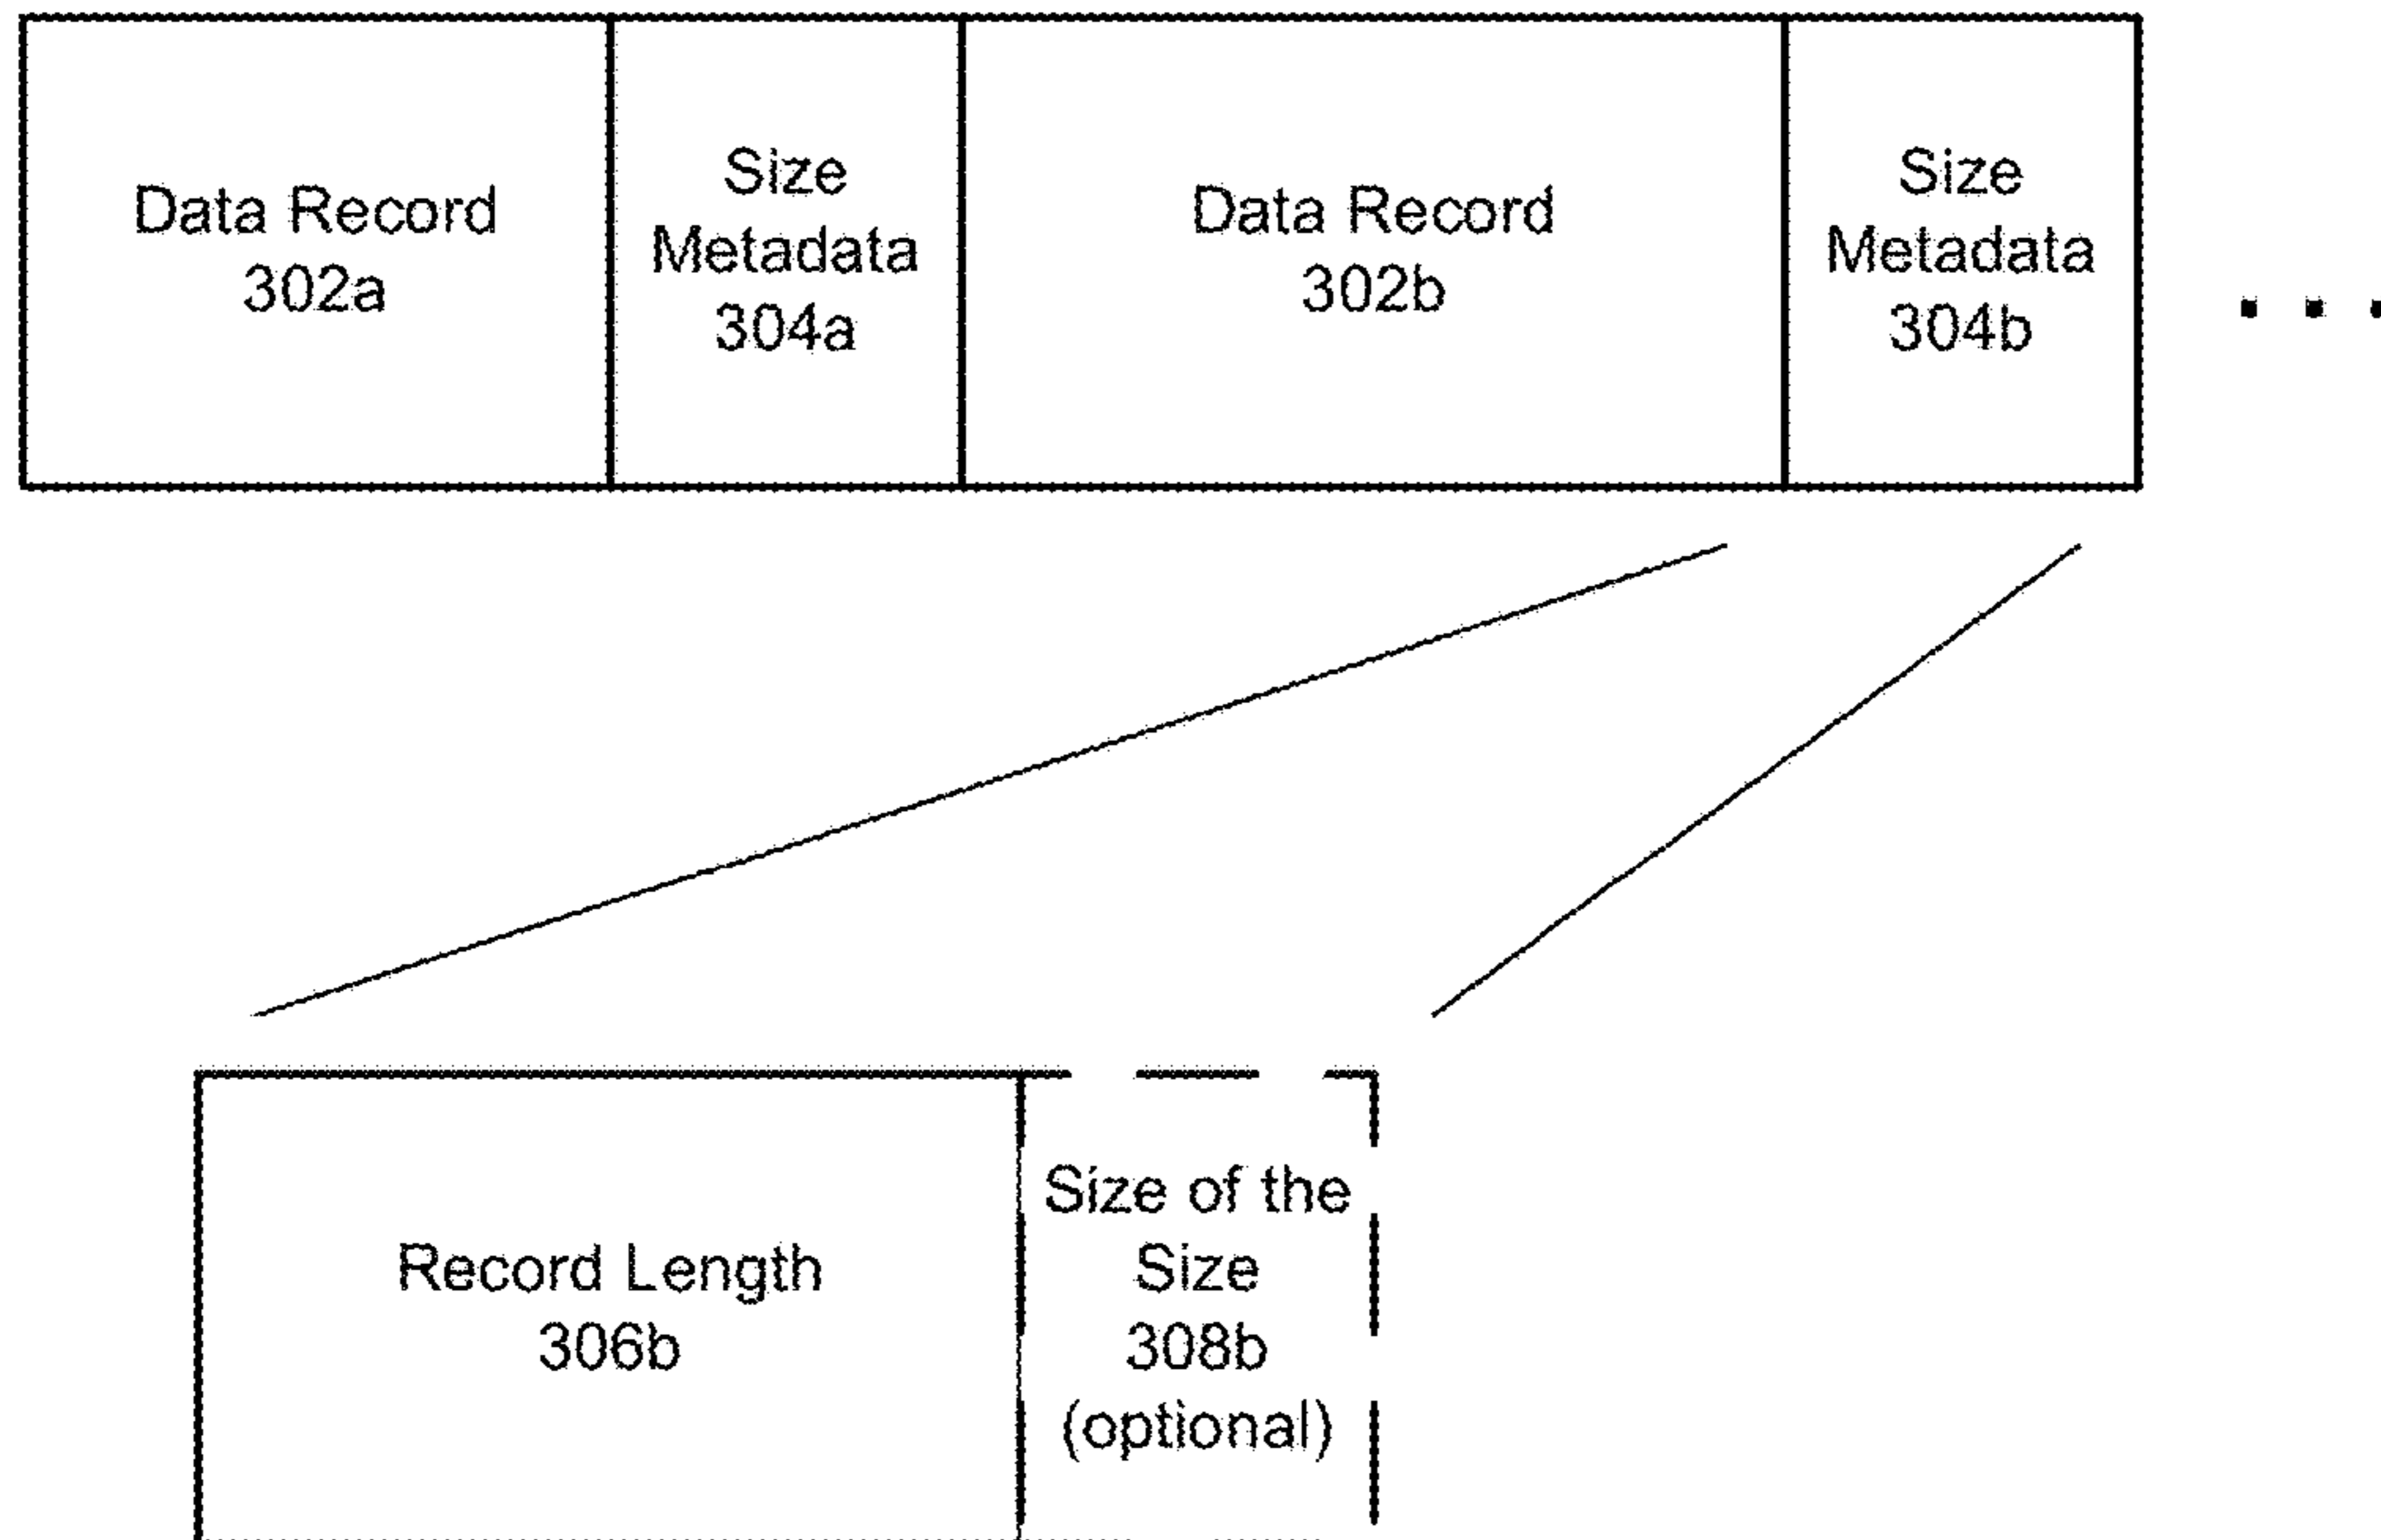 Data Record
302a
Size
Metadata
304a
Data Record
302b
Size
Metadata
304b
. . .
Record Length
306b
Size of the
Size
308b
(optional)